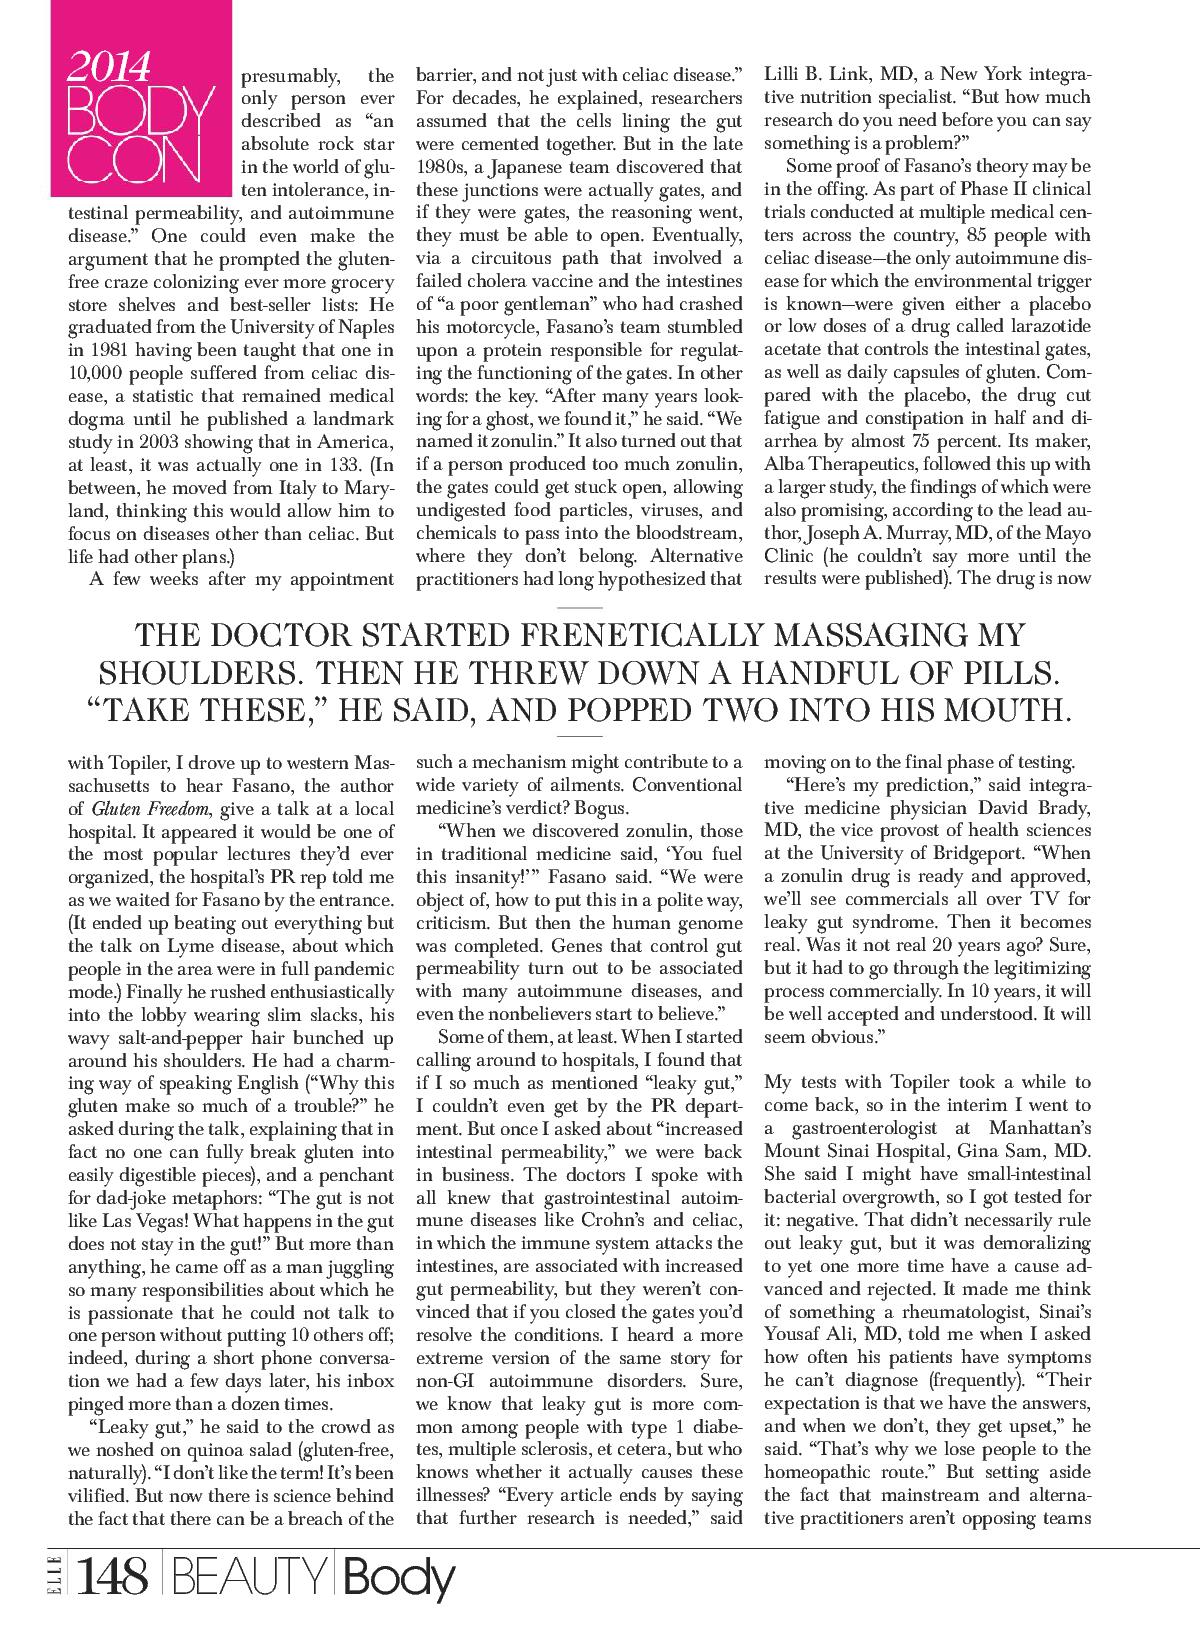 2014
BODY
CON
presumably, the
only person ever
described as “an
absolute rock star
in the world of glu-
ten intolerance, in-
testinal permeability, and autoimmune
disease.” One could even make the
argument that he prompted the gluten-
free craze colonizing ever more grocery
store shelves and best-seller lists: He
graduated from the University of Naples
in 1981 having been taught that one in
10,000 people suffered from celiac dis-
ease, a statistic that remained medical
dogma until he published a landmark
study in 2003 showing that in America,
at least, it was actually one in 133. (In
between, he moved from Italy to Mary-
land, thinking this would allow him to
focus on diseases other than celiac. But
life had other plans.)
A few weeks after my appointment
barrier, and not just with celiac disease.”
For decades, he explained, researchers
assumed that the cells lining the gut
were cemented together. But in the late
1980s, a Japanese team discovered that
these junctions were actually gates, and
if they were gates, the reasoning went,
they must be able to open. Eventually,
via a circuitous path that involved a
failed cholera vaccine and the intestines
of “a poor gentleman” who had crashed
his motorcycle, Fasano’s team stumbled
upon a protein responsible for regulat-
ing the functioning of the gates. In other
words: the key. “After many years look-
ing for a ghost, we found it,” he said. “We
named it zonulin.” It also turned out that
if a person produced too much zonulin,
the gates could get stuck open, allowing
undigested food particles, viruses, and
chemicals to pass into the bloodstream,
where they don’t belong. Alternative
practitioners had long hypothesized that
Lilli B. Link, MD, a New York integra-
tive nutrition specialist. “But how much
research do you need before you can say
something is a problem?”
Some proof of Fasano’s theory may be
in the offing. As part of Phase II clinical
trials conducted at multiple medical cen-
ters across the country, 85 people with
celiac disease—the only autoimmune dis-
ease for which the environmental trigger
is known—were given either a placebo
or low doses of a drug called larazotide
acetate that controls the intestinal gates,
as well as daily capsules of gluten. Com-
pared with the placebo, the drug cut
fatigue and constipation in half and di-
arrhea by almost 75 percent. Its maker,
Alba Therapeutics, followed this up with
a larger study, the findings of which were
also promising, according to the lead au-
thor, Joseph A. Murray, MD, of the Mayo
Clinic (he couldn’t say more until the
results were published). The drug is now
THE DOCTOR STARTED FRENETICALLY MASSAGING MY
SHOULDERS. THEN HE THREW DOWN A HANDFUL OF PILLS.
“TAKE THESE,” HE SAID, AND POPPED TWO INTO HIS MOUTH.
with Topiler, I drove up to western Mas-
sachusetts to hear Fasano, the author
of Gluten Freedom, give a talk at a local
hospital. It appeared it would be one of
the most popular lectures they’d ever
organized, the hospital’s PR rep told me
as we waited for Fasano by the entrance.
(It ended up beating out everything but
the talk on Lyme disease, about which
people in the area were in full pandemic
mode.) Finally he rushed enthusiastically
into the lobby wearing slim slacks, his
wavy salt-and-pepper hair bunched up
around his shoulders. He had a charm-
ing way of speaking English (“Why this
gluten make so much of a trouble?” he
asked during the talk, explaining that in
fact no one can fully break gluten into
easily digestible pieces), and a penchant
for dad-joke metaphors: “The gut is not
like Las Vegas! What happens in the gut
does not stay in the gut!” But more than
anything, he came off as a man juggling
so many responsibilities about which he
is passionate that he could not talk to
one person without putting 10 others off;
indeed, during a short phone conversa-
tion we had a few days later, his inbox
pinged more than a dozen times.
“Leaky gut,” he said to the crowd as
we noshed on quinoa salad (gluten-free,
naturally). “I don’t like the term! It’s been
vilified. But now there is science behind
the fact that there can be a breach of the
such a mechanism might contribute to a
wide variety of ailments. Conventional
medicine’s verdict? Bogus.
“When we discovered zonulin, those
in traditional medicine said, ‘You fuel
this insanity!’” Fasano said. “We were
object of, how to put this in a polite way,
criticism. But then the human genome
was completed. Genes that control gut
permeability turn out to be associated
with many autoimmune diseases, and
even the nonbelievers start to believe.”
Some of them, at least. When I started
calling around to hospitals, I found that
if I so much as mentioned “leaky gut,”
I couldn’t even get by the PR depart-
ment. But once I asked about “increased
intestinal permeability,” we were back
in business. The doctors I spoke with
all knew that gastrointestinal autoim-
mune diseases like Crohn’s and celiac,
in which the immune system attacks the
intestines, are associated with increased
gut permeability, but they weren’t con-
vinced that if you closed the gates you’d
resolve the conditions. I heard a more
extreme version of the same story for
non-GI autoimmune disorders. Sure,
we know that leaky gut is more com-
mon among people with type 1 diabe-
tes, multiple sclerosis, et cetera, but who
knows whether it actually causes these
illnesses? “Every article ends by saying
that further research is needed,” said
moving on to the final phase of testing.
“Here’s my prediction,” said integra-
tive medicine physician David Brady,
MD, the vice provost of health sciences
at the University of Bridgeport. “When
a zonulin drug is ready and approved,
we’ll see commercials all over TV for
leaky gut syndrome. Then it becomes
real. Was it not real 20 years ago? Sure,
but it had to go through the legitimizing
process commercially. In 10 years, it will
be well accepted and understood. It will
seem obvious.”
My tests with Topiler took a while to
come back, so in the interim I went to
a gastroenterologist at Manhattan’s
Mount Sinai Hospital, Gina Sam, MD.
She said I might have small-intestinal
bacterial overgrowth, so I got tested for
it: negative. That didn’t necessarily rule
out leaky gut, but it was demoralizing
to yet one more time have a cause ad-
vanced and rejected. It made me think
of something a rheumatologist, Sinai’s
Yousaf Ali, MD, told me when I asked
how often his patients have symptoms
he can’t diagnose (frequently). “Their
expectation is that we have the answers,
and when we don’t, they get upset,” he
said. “That’s why we lose people to the
homeopathic route.” But setting aside
the fact that mainstream and alterna-
tive practitioners aren’t opposing teams
ELLE 148 BEAUTY Body